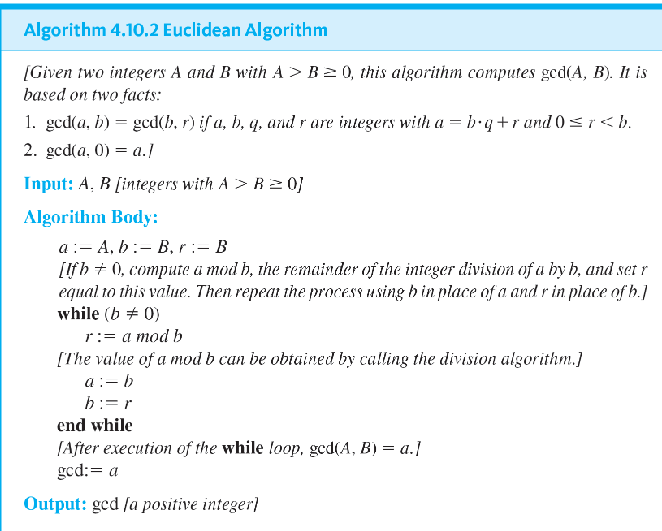 Algorithm 4.10.2 Euclidean Algorithm
[Given two integers A and B with A > B ≥ 0, this algorithm computes gcd(A, B). It is
based on two facts:
1. gcd(a, b) = gcd(b, r) if a, b, q, and r are integers with a = b·q + r and 0 ≤ r < b.
2. gcd(a, 0) = a.]
Input: A, B [integers with A > B ≥ 0]
Algorithm Body:
a := A, b := B, r := B
[If b ≠ 0, compute a mod b, the remainder of the integer division of a by b, and set r
equal to this value. Then repeat the process using b in place of a and r in place of b.]
while (b ≠ 0)
r := a mod b
[The value of a mod b can be obtained by calling the division algorithm.]
a := b
b := r
end while
[After execution of the while loop, gcd(A, B) = a.]
gcd := a
Output: gcd [a positive integer]